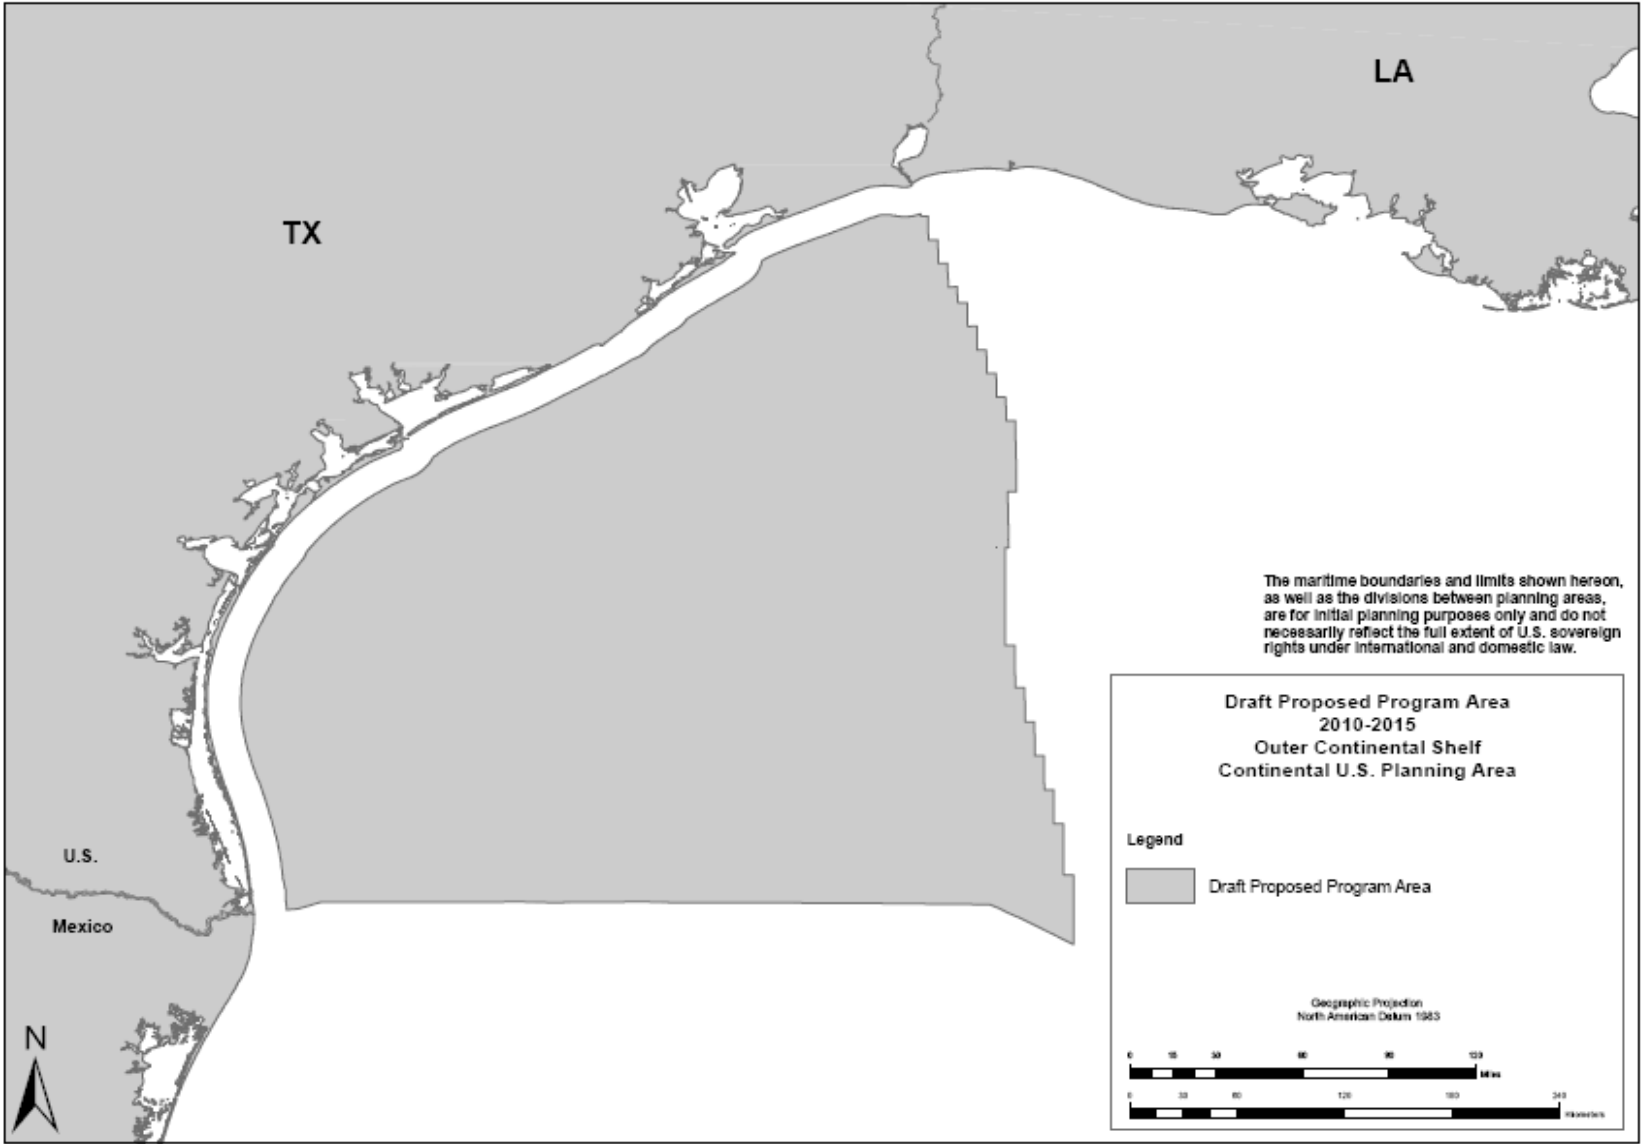 LA
TX
The maritime boundaries and limits shown hereon,
as well as the divisions between planning areas,
are for initial planning purposes only and do not
necessarily reflect the full extent of U.S. sovereign
rights under international and domestic law.
Draft Proposed Program Area
2010-2015
Outer Continental Shelf
Continental U.S. Planning Area
Legend
Draft Proposed Program Area
U.S.
Mexico
N
Geographic Projection
North American Datum 1983
0 15 30 60 90 120
Miles
0 30 60 120 180 240
Kilometers